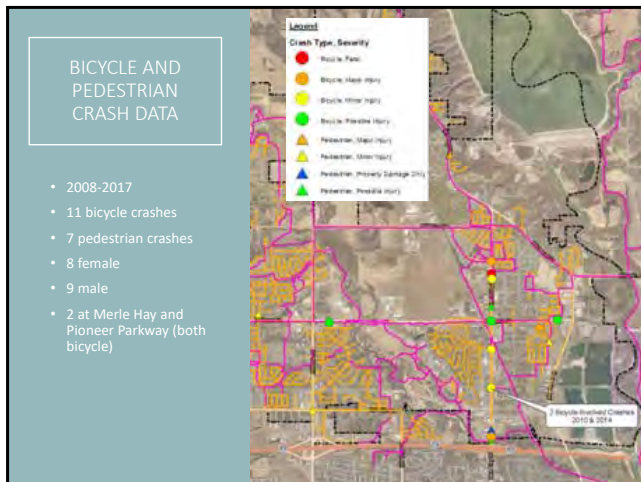 BICYCLE AND
PEDESTRIAN
CRASH DATA
• 2008-2017
• 11 bicycle crashes
• 7 pedestrian crashes
• 8 female
• 9 male
• 2 at Merle Hay and
Pioneer Parkway (both
bicycle)
Legend
Crash Type, Severity
Bicycle, Fatal
Bicycle, Major Injury
Bicycle, Minor Injury
Bicycle, Possible Injury
Pedestrian, Major Injury
Pedestrian, Minor Injury
Pedestrian, Property Damage Only
Pedestrian, Possible Injury
2 Bicycle-Involved Crashes
2010 & 2014